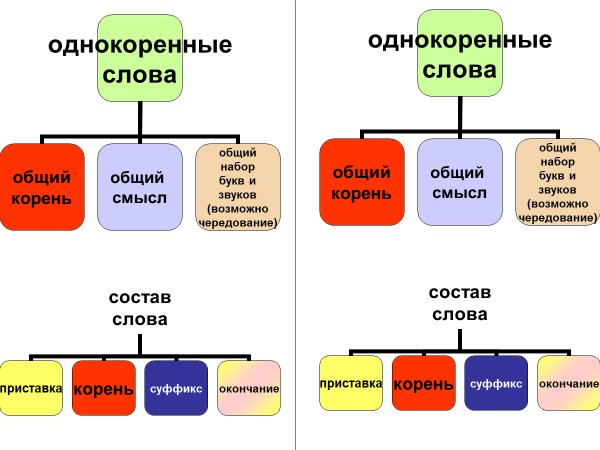 однокоренные
слова
общий
корень
общий
смысл
общий
набор
букв и
звуков
(возможно
чередование)
состав
слова
приставка
корень
суффикс
окончание
однокоренные
слова
общий
корень
общий
смысл
общий
набор
букв и
звуков
(возможно
чередование)
состав
слова
приставка
корень
суффикс
окончание